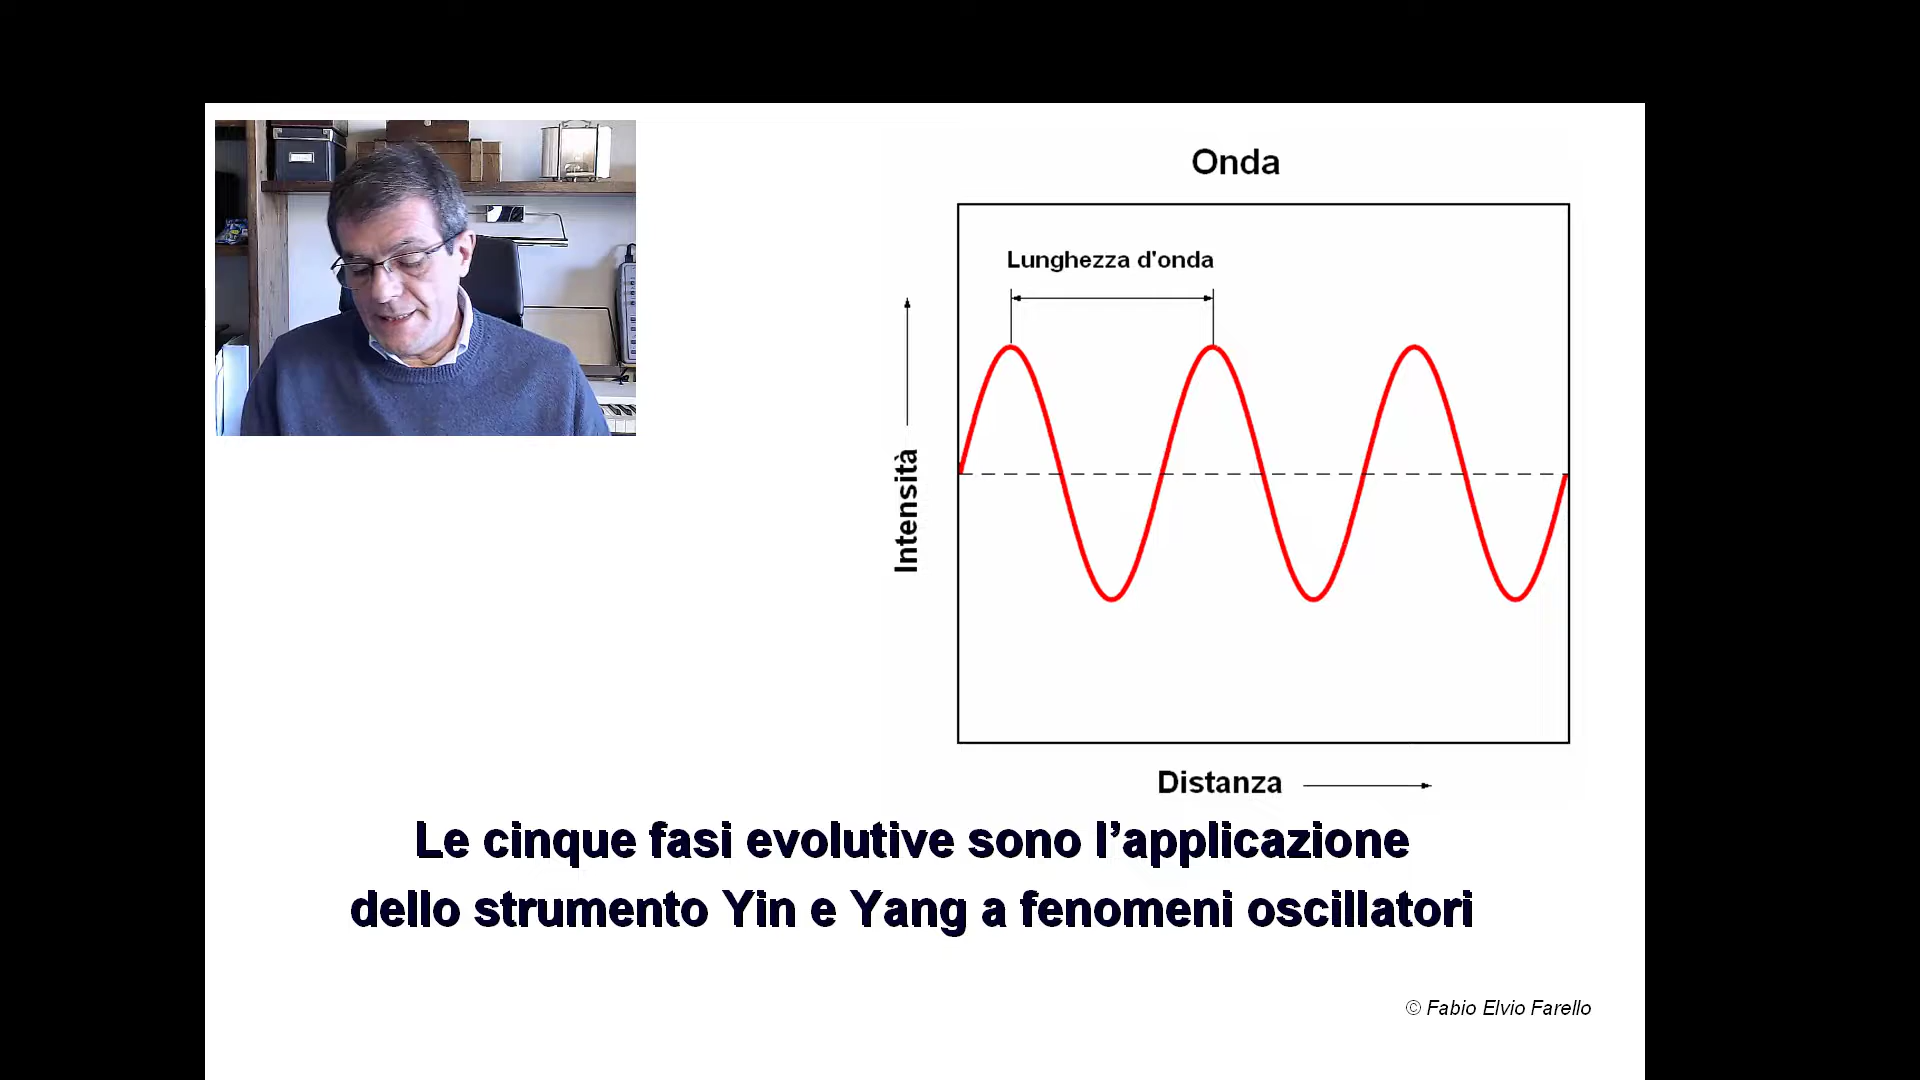 Onda
Lunghezza d'onda
Intensità
Distanza
Le cinque fasi evolutive sono l’applicazione
dello strumento Yin e Yang a fenomeni oscillatori
© Fabio Elvio Farello